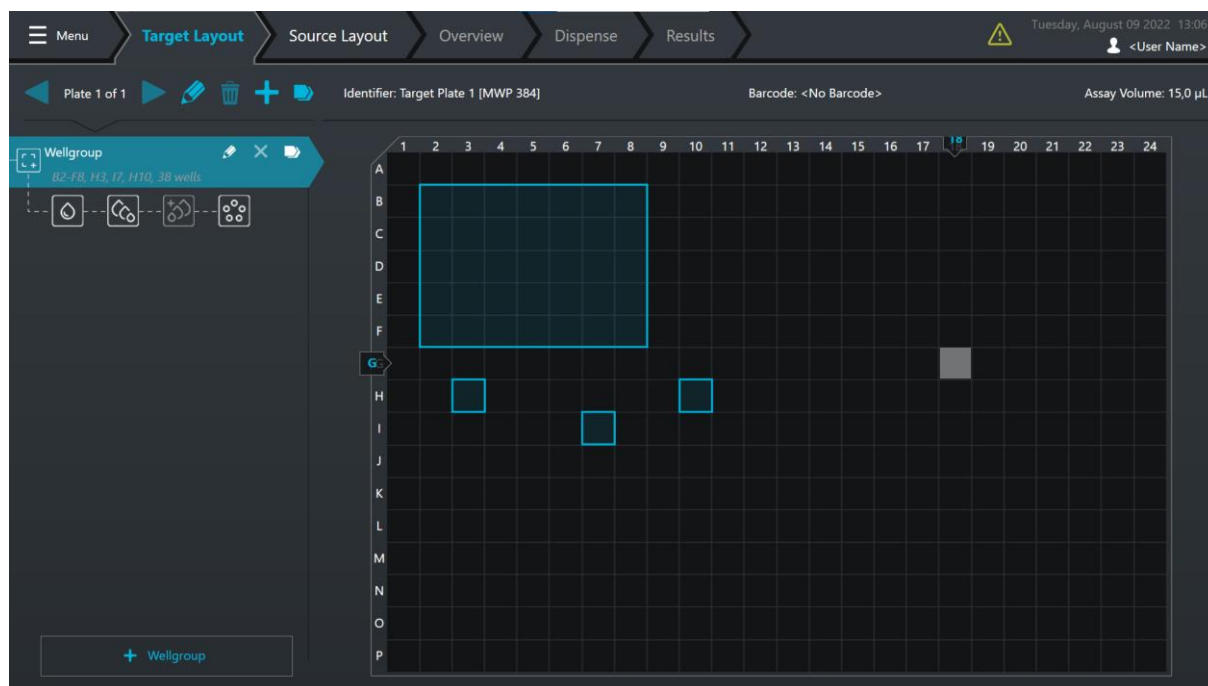 Menu
Target Layout
Source Layout
Overview
Dispense
Results
Tuesday, August 09 2022 13:06
<User Name>
Plate 1 of 1
Identifier: Target Plate 1 [MWP 384]
Barcode: <No Barcode>
Assay Volume: 15,0 µL
Wellgroup
B2-F8, H3, I7, H10, 38 wells
1 2 3 4 5 6 7 8 9 10 11 12 13 14 15 16 17 18 19 20 21 22 23 24
A
B
C
D
E
F
G
H
I
J
K
L
M
N
O
P
+ Wellgroup